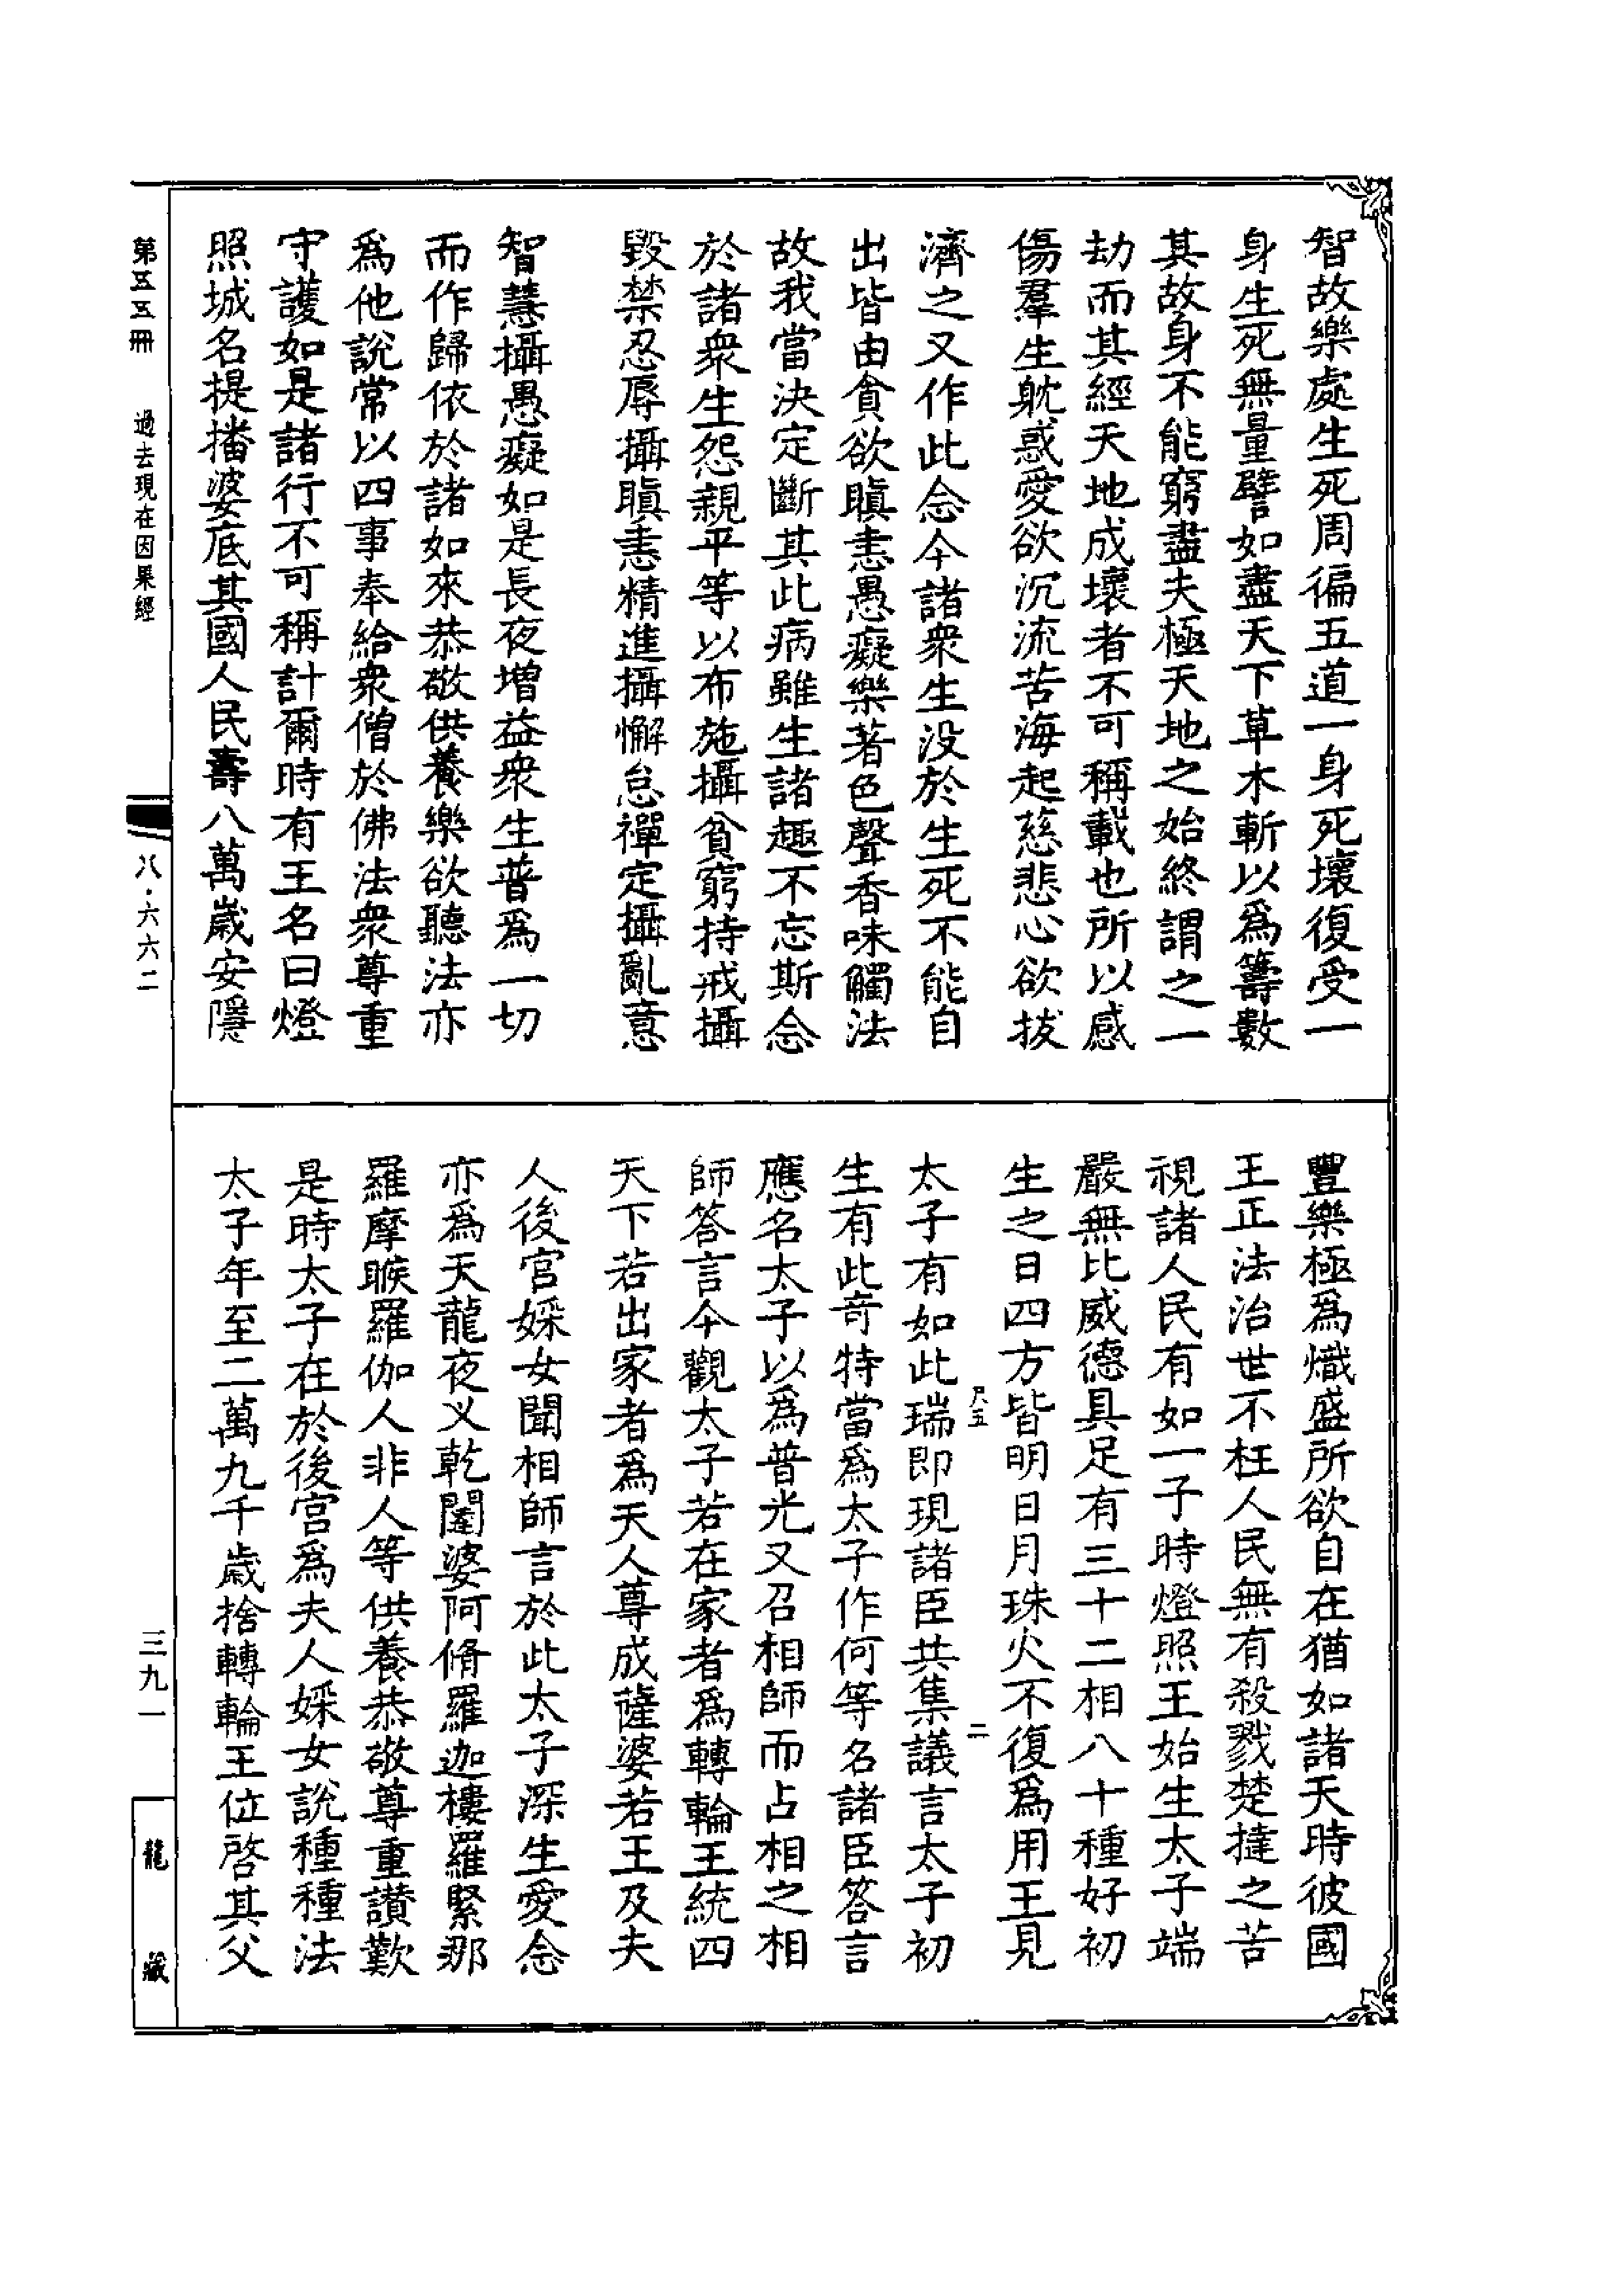 智故樂處生死周徧五道一身死壞復受一
身生死無量譬如盡天下草木斬以爲籌數
其故身不能窮盡夫極天地之始終謂之一
劫而其經天地成壞者不可稱載也所以感
傷羣生躭惑愛欲沉流苦海起慈悲心欲拔
濟之又作此念今諸衆生没於生死不能自
出皆由貪欲瞋恚愚癡樂著色聲香味觸法
故我當決定斷其此病雖生諸趣不忘斯念
於諸衆生怨親平等以布施攝貧窮持戒攝
毀禁忍辱攝瞋恚精進攝懈怠禪定攝亂意
智慧攝愚癡如是長夜增益衆生普爲一切
而作歸依於諸如來恭敬供養樂欲聽法亦
爲他說常以四事奉給衆僧於佛法衆尊重
守護如是諸行不可稱計爾時有王名曰燈
照城名提播婆底其國人民壽八萬歲安隱
豐樂極爲熾盛所欲自在猶如諸天時彼國
王正法治世不枉人民無有殺戮楚撻之苦
視諸人民有如一子時燈照王始生太子端
嚴無比威德具足有三十二相八十種好初
生之日四方皆明日月珠火不復爲用王見
尺五 二
太子有如此瑞即現諸臣共集議言太子初
生有此奇特當爲太子作何等名諸臣答言
應名太子以爲普光又召相師而占相之相
師答言今觀太子若在家者爲轉輪王統四
天下若出家者爲天人尊成薩婆若王及夫
人後宮婇女聞相師言於此太子深生愛念
亦爲天龍夜乂乾闥婆阿脩羅迦樓羅緊那
羅摩睺羅伽人非人等供養恭敬尊重讚歎
是時太子在於後宮爲夫人婇女說種種法
太子年至二萬九千歲捨轉輪王位啓其父
第五五冊 過去現在因果經
八·六六二
三九一
龍藏